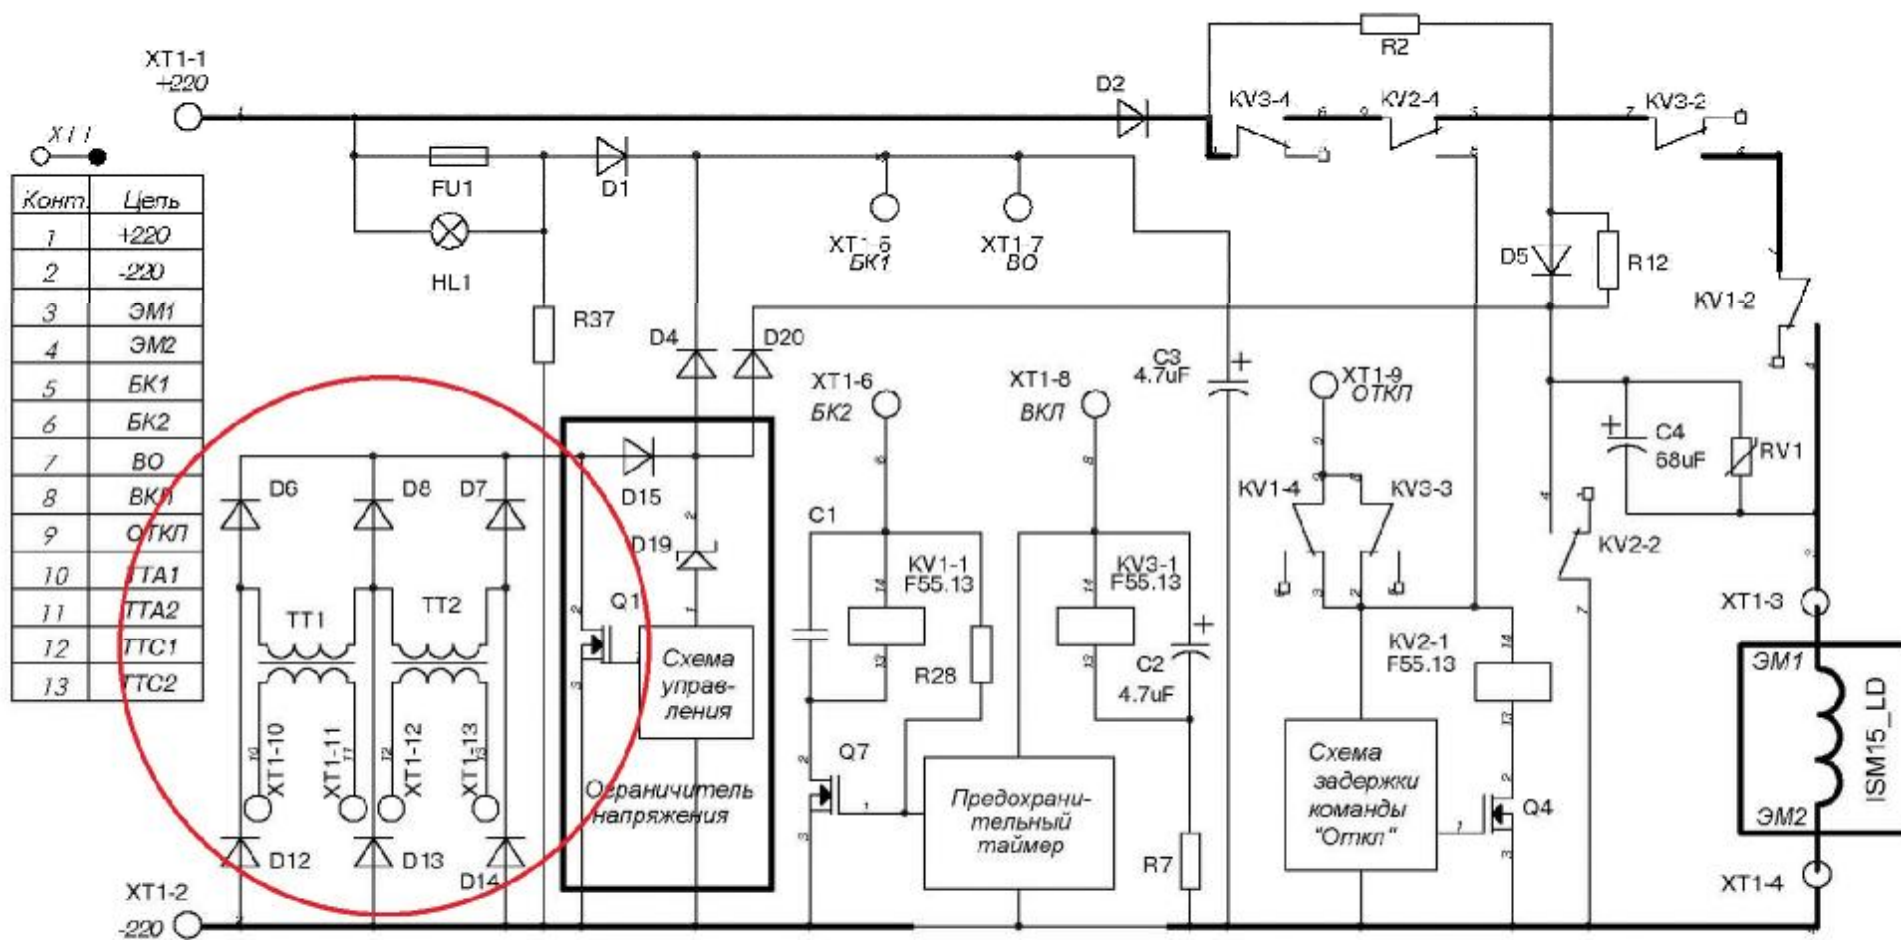 XT1-1
+220
XT1
Конт. Цепь
1 +220
2 -220
3 ЭМ1
4 ЭМ2
5 БК1
6 БК2
7 ВО
8 ВКЛ
9 ОТКЛ
10 ТТА1
11 ТТА2
12 ТТС1
13 ТТС2
FU1
HL1
D1
R37
D2
R2
KV3-4
KV2-4
KV3-2
БК1
XT1-7
ВО
D5
R12
KV1-2
D4
D20
XT1-6
БК2
XT1-8
ВКЛ
C3
4.7uF
XT1-9
ОТКЛ
C4
68uF
RV1
D6
D8
D7
D15
D19
Q1
C1
KV1-1
F55.13
KV3-1
F55.13
KV1-4
KV3-3
KV2-2
TT1
TT2
Схема
управ-
ления
R28
C2
4.7uF
KV2-1
F55.13
XT1-3
XT1-10
XT1-11
XT1-12
XT1-13
Ограничитель
напряжения
Q7
Предохрани-
тельный
таймер
R7
Схема
задержки
команды
"Откл"
Q4
ЭМ1
ISM15_LD
ЭМ2
D12
D13
D14
XT1-2
-220
XT1-4